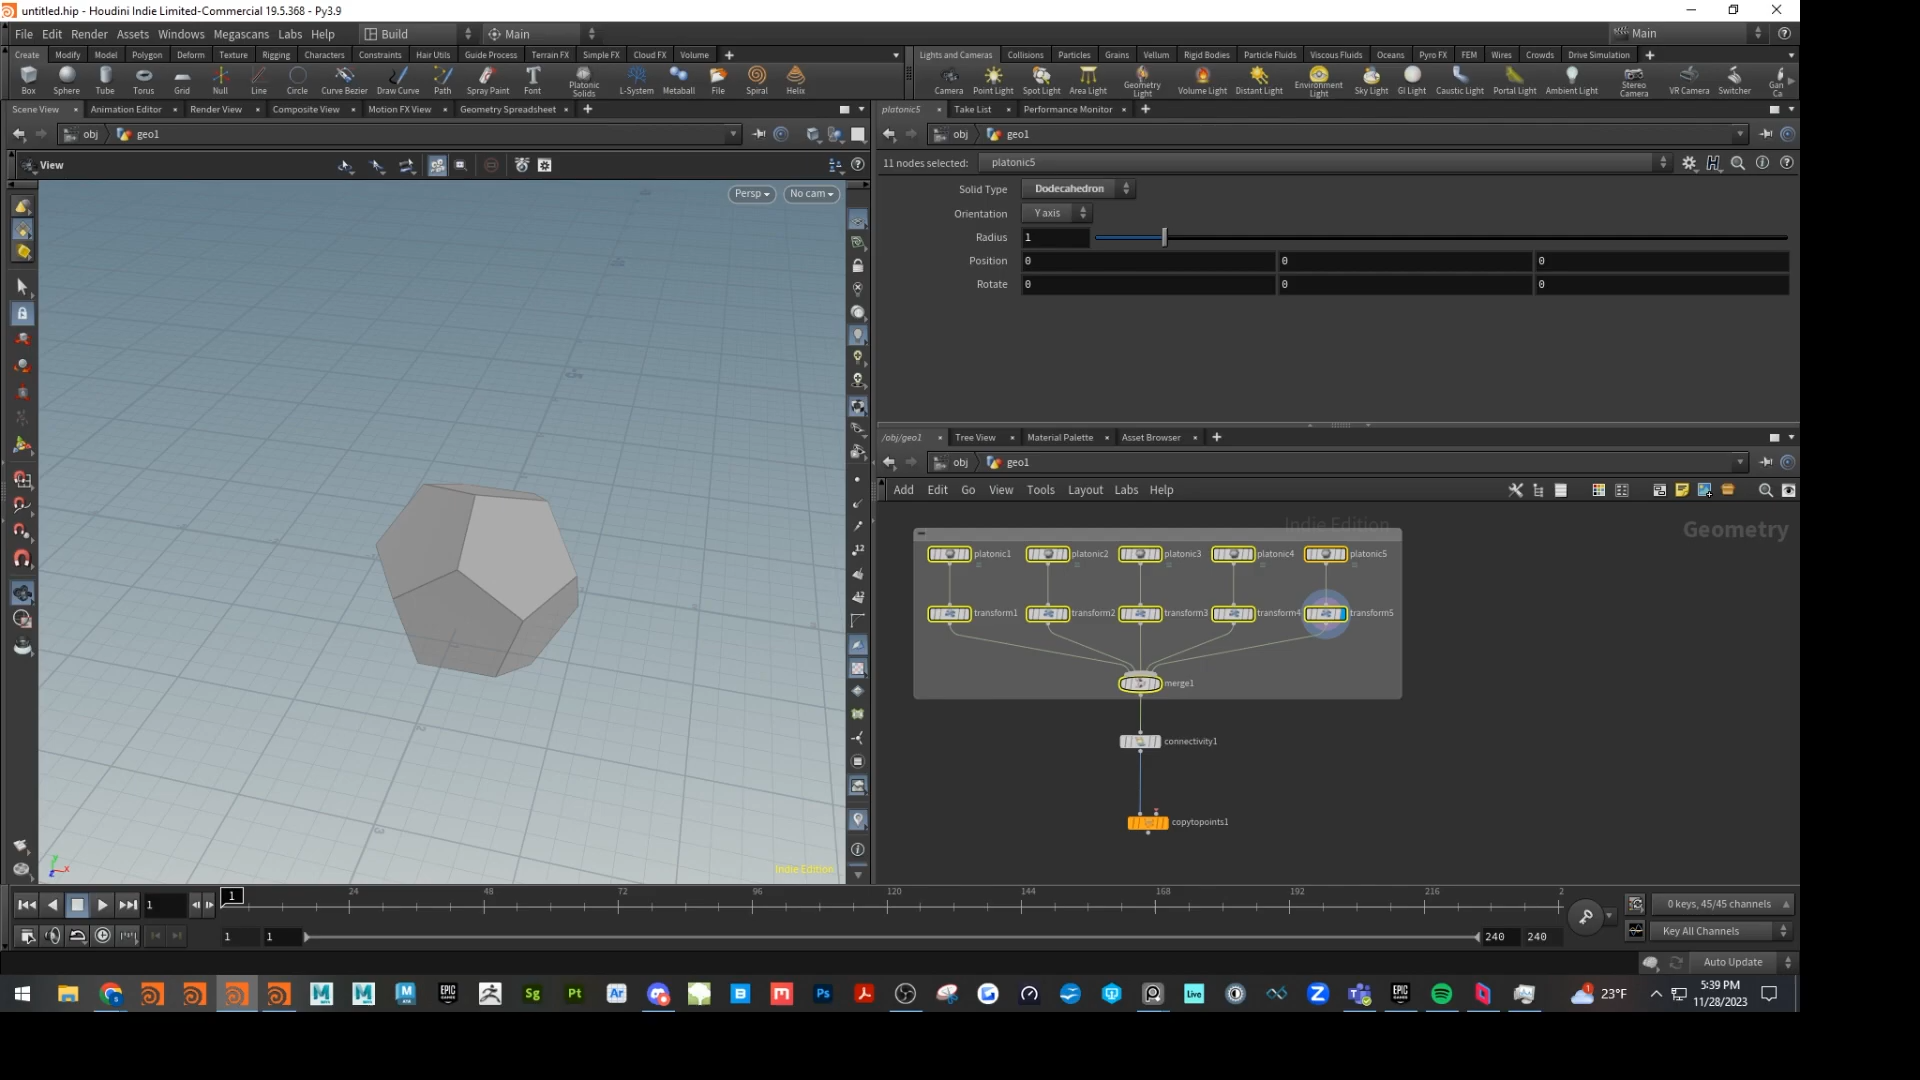 untitled.hip - Houdini Indie Limited-Commercial 19.5.368 - Py3.9
File Edit Render Assets Windows Megascans Labs Help Build Main Main
Create Modify Model Polygon Deform Texture Rigging Characters Constraints Hair Utils Guide Process Terrain FX Simple FX Cloud FX Volume
Lights and Cameras Collisions Particles Grains Vellum Rigid Bodies Particle Fluids Viscous Fluids Oceans Pyro FX FEM Wires Crowds Drive Simulation
Box Sphere Tube Torus Grid Null Line Circle Curve Bezier Draw Curve Path Spray Paint Font Platonic Solids L-System Metaball File Spiral Helix
Camera Point Light Spot Light Area Light Geometry Light Volume Light Distant Light Environment Light Sky Light GI Light Caustic Light Portal Light Ambient Light Stereo Camera VR Camera Switcher Gan Ca
Scene View Animation Editor Render View Composite View Motion FX View Geometry Spreadsheet
platonic5 Take List Performance Monitor
obj geo1
obj geo1
View
11 nodes selected: platonic5
Persp No cam
Solid Type Dodecahedron
Orientation Y axis
Radius 1
Position 0 0 0
Rotate 0 0 0
/obj/geo1 Tree View Material Palette Asset Browser
obj geo1
Add Edit Go View Tools Layout Labs Help
Indie Edition
Geometry
platonic1 platonic2 platonic3 platonic4 platonic5
transform1 transform2 transform3 transform4 transform5
merge1
connectivity1
copytopoints1
Indie Edition
1 1 24 48 72 96 120 144 168 192 216 2
0 keys, 45/45 channels
1 1 240 240
Key All Channels
Auto Update
Sg Pt Ar Ps Live 23°F
EPIC GAMES
5:39 PM
11/28/2023